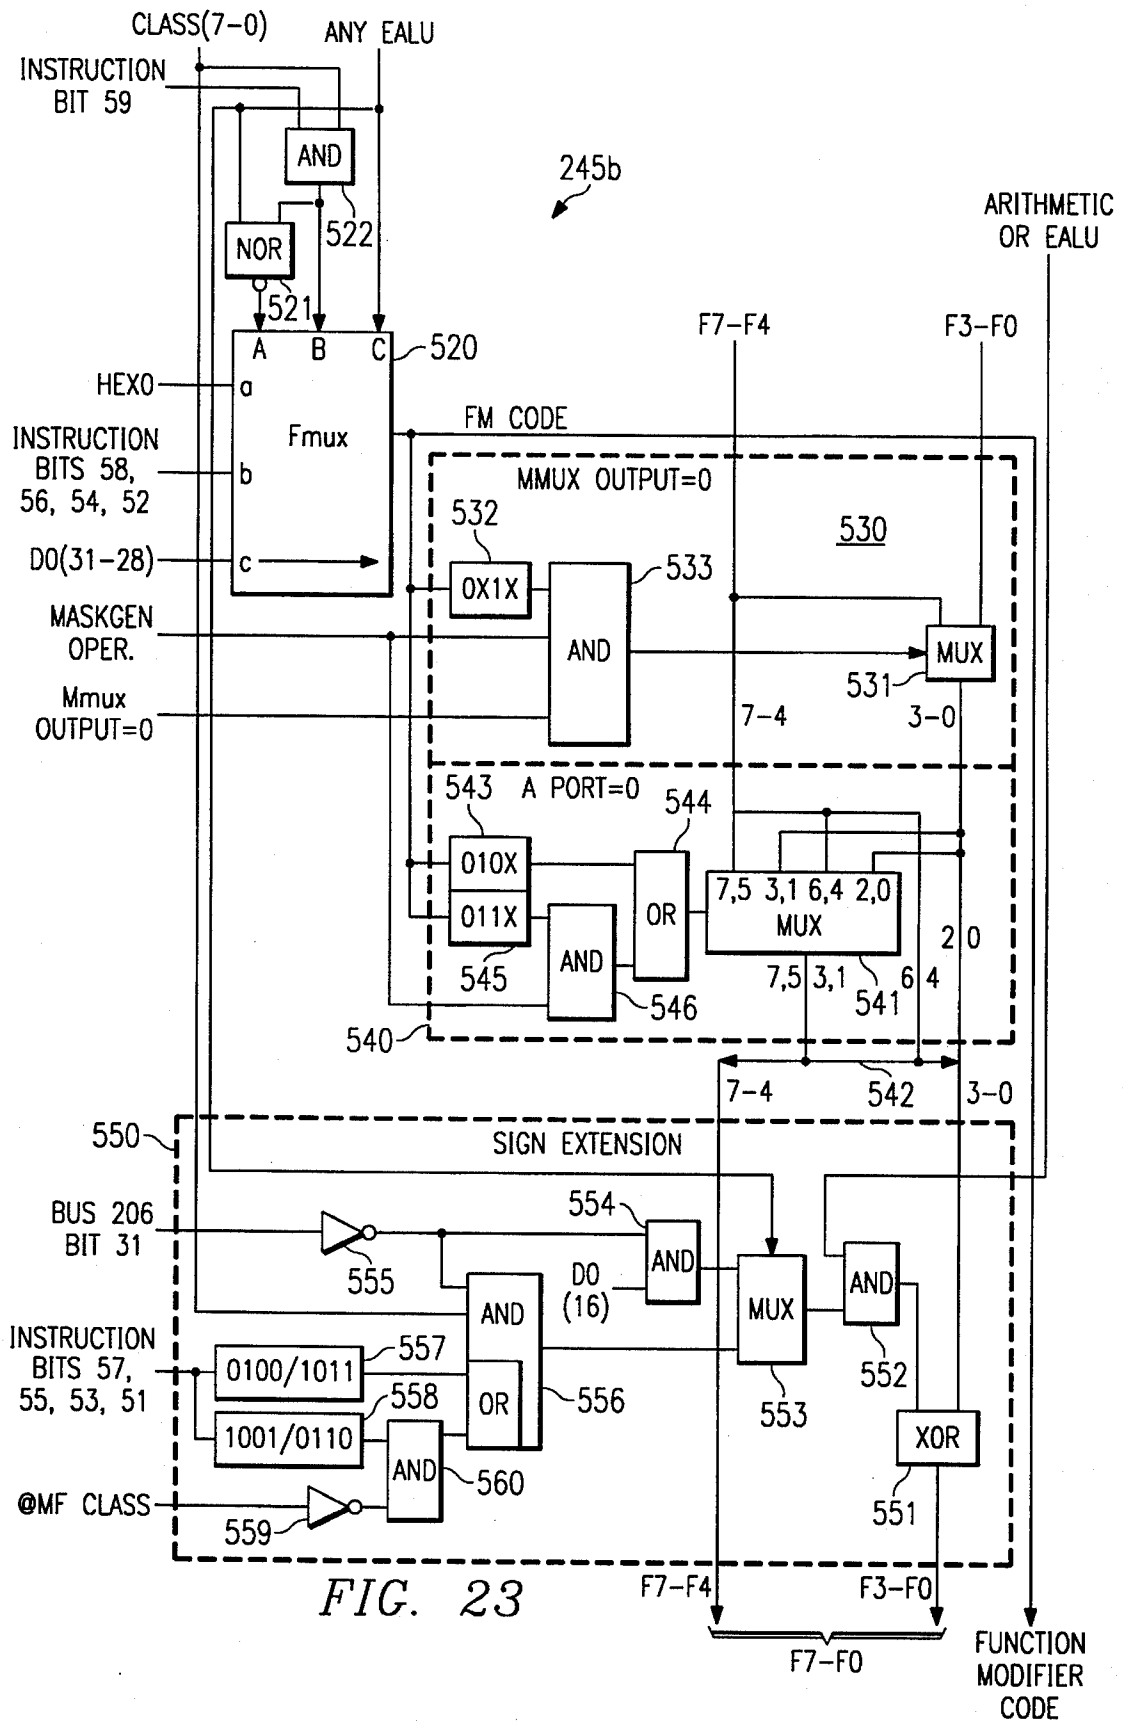 CLASS(7-0)
ANY EALU
INSTRUCTION
BIT 59
AND
522
NOR
521
245b
ARITHMETIC
OR EALU
A B C
520
F7-F4
F3-F0
HEX0
a
FM CODE
INSTRUCTION
BITS 58,
56, 54, 52
b
Fmux
MMUX OUTPUT=0
532
530
D0(31-28)
c
0X1X
533
MASKGEN
OPER.
AND
MUX
531
Mmux
OUTPUT=0
7-4
3-0
543
A PORT=0
544
010X
7,5 3,1 6,4 2,0
011X
OR
MUX
2 0
545
AND
546
7,5 3,1
541
6 4
540
542
7-4
3-0
550
SIGN EXTENSION
BUS 206
BIT 31
555
554
AND
D0
(16)
MUX
AND
552
AND
INSTRUCTION
BITS 57,
55, 53, 51
0100/1011
557
OR
556
553
558
1001/0110
AND
560
XOR
551
@MF CLASS
559
FIG. 23
F7-F4
F3-F0
F7-F0
FUNCTION
MODIFIER
CODE